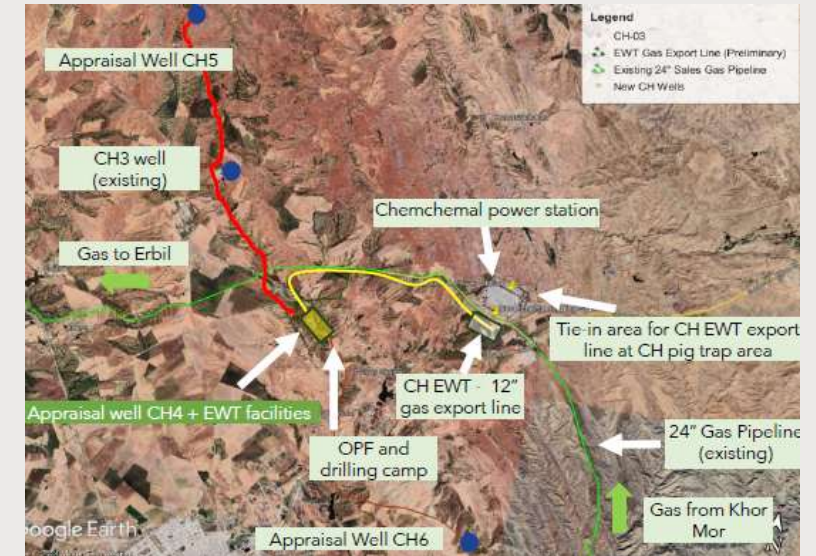 Legend
CH-03
EWT Gas Export Line (Preliminary)
Existing 24" Sales Gas Pipeline
New CH Wells
Appraisal Well CH5
CH3 well
(existing)
Chemchemal power station
Gas to Erbil
Tie-in area for CH EWT export
line at CH pig trap area
CH EWT - 12"
gas export line
Appraisal well CH4 + EWT facilities
OPF and
drilling camp
24" Gas Pipeline
(existing)
Gas from Khor
Mor
Google Earth
Appraisal Well CH6